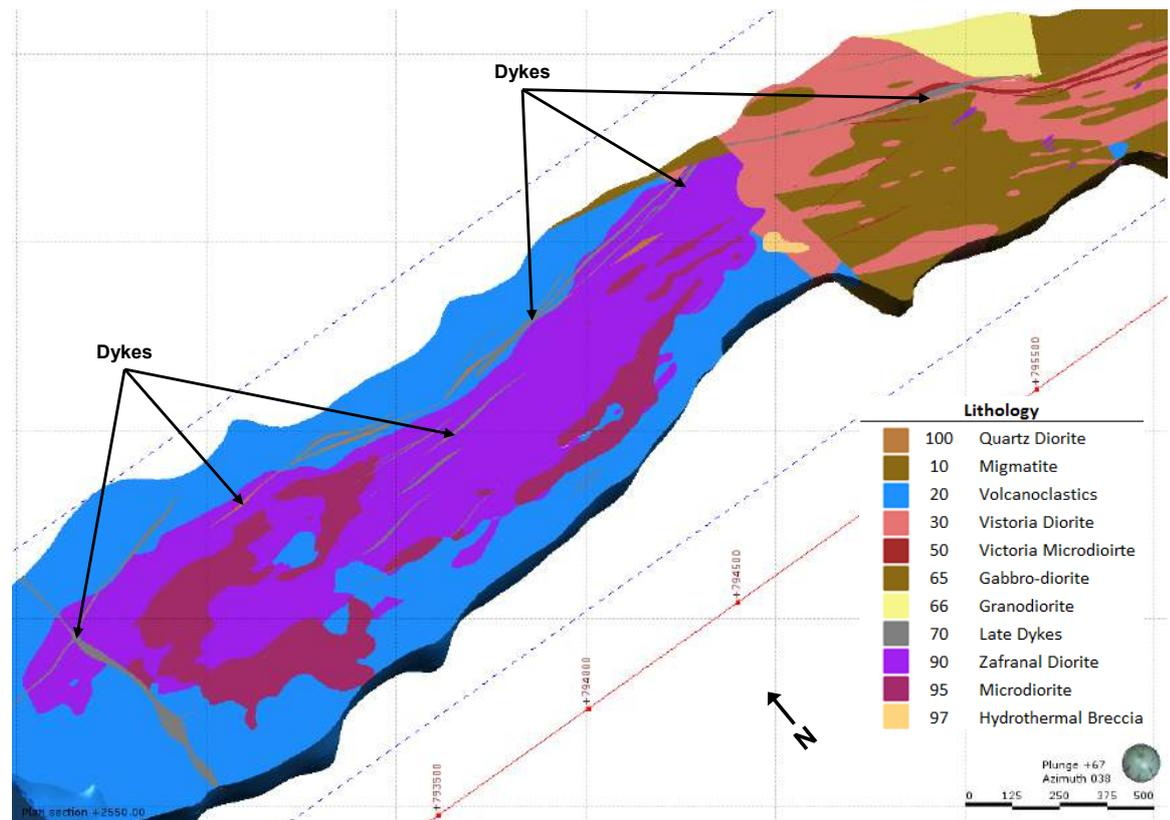 Dykes
Dykes
+795500
+794500
+794000
+793500
Lithology
100 Quartz Diorite
10 Migmatite
20 Volcanoclastics
30 Vistoria Diorite
50 Victoria Microdioirte
65 Gabbro-diorite
66 Granodiorite
70 Late Dykes
90 Zafranal Diorite
95 Microdiorite
97 Hydrothermal Breccia
N
Plunge +67
Azimuth 038
0 125 250 375 500
Plan section +2550.00